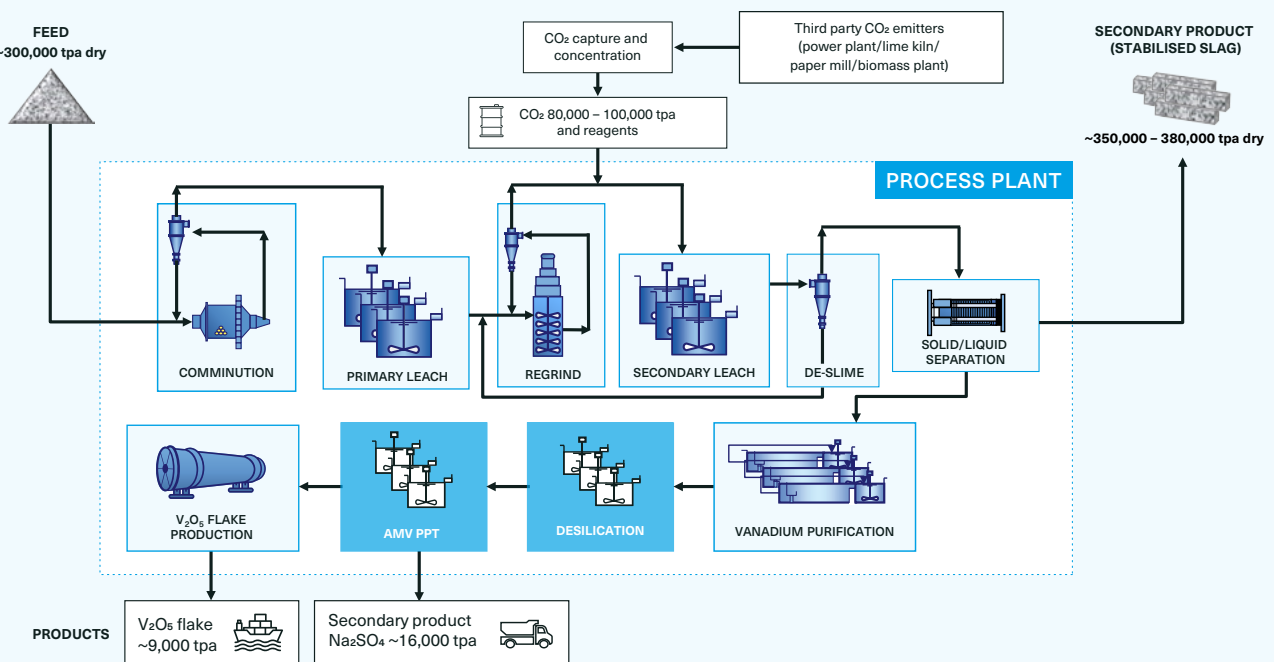 FEED
~300,000 tpa dry
CO₂ capture and
concentration
Third party CO₂ emitters
(power plant/lime kiln/
paper mill/biomass plant)
SECONDARY PRODUCT
(STABILISED SLAG)
~350,000 – 380,000 tpa dry
CO₂ 80,000 – 100,000 tpa
and reagents
PROCESS PLANT
COMMINUTION
PRIMARY LEACH
REGRIND
SECONDARY LEACH
DE-SLIME
SOLID/LIQUID
SEPARATION
V₂O₅ FLAKE
PRODUCTION
AMV PPT
DESILICATION
VANADIUM PURIFICATION
PRODUCTS
V₂O₅ flake
~9,000 tpa
Secondary product
Na₂SO₄ ~16,000 tpa